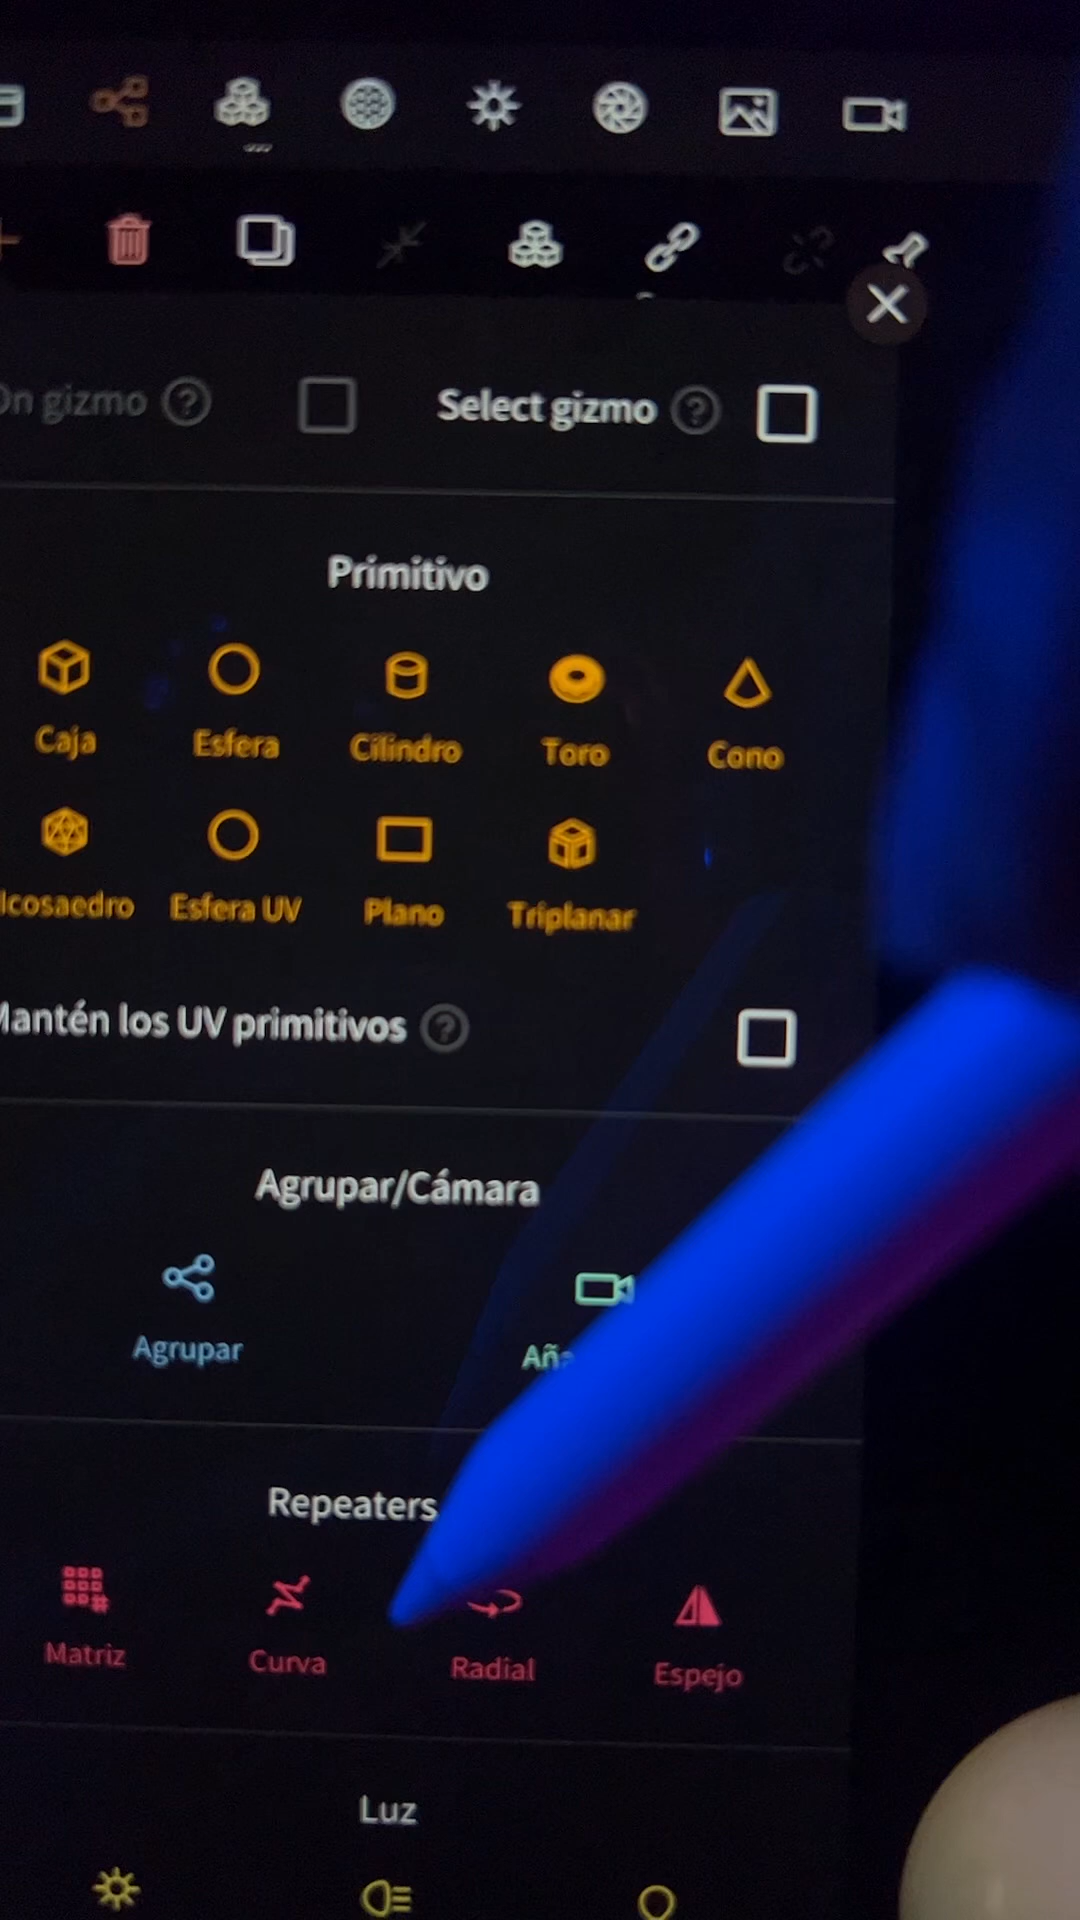 On gizmo
Select gizmo
Primitivo
Caja Esfera Cilindro Toro Cono
Icosaedro Esfera UV Plano Triplanar
Mantén los UV primitivos
Agrupar/Cámara
Agrupar
Repeaters
Matriz Curva Radial Espejo
Luz